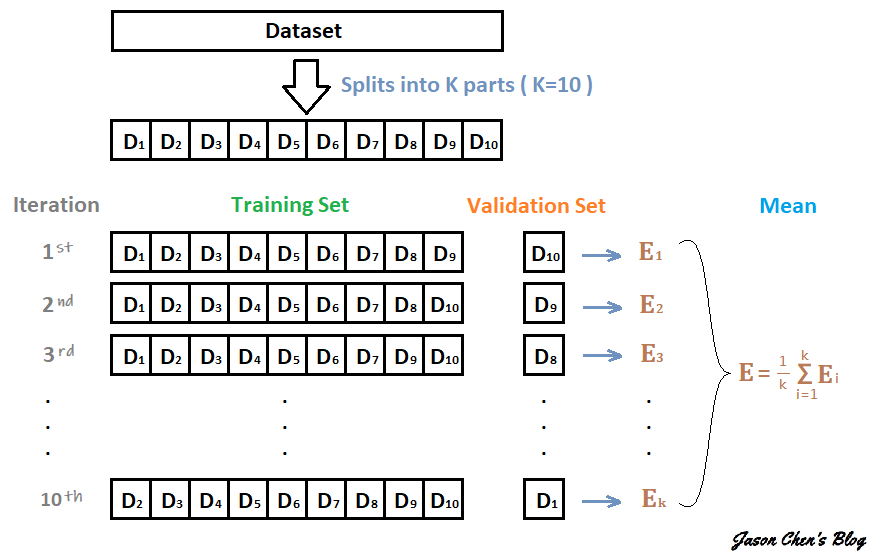 Dataset
Splits into K parts ( K=10 )
D₁ D₂ D₃ D₄ D₅ D₆ D₇ D₈ D₉ D₁₀
Iteration Training Set Validation Set Mean
1ˢᵗ D₁ D₂ D₃ D₄ D₅ D₆ D₇ D₈ D₉ D₁₀ E₁
2ⁿᵈ D₁ D₂ D₃ D₄ D₅ D₆ D₇ D₈ D₁₀ D₉ E₂
3ʳᵈ D₁ D₂ D₃ D₄ D₅ D₆ D₇ D₉ D₁₀ D₈ E₃
E = 1/k k∑i=1 Eᵢ
10ᵗʰ D₂ D₃ D₄ D₅ D₆ D₇ D₈ D₉ D₁₀ D₁ Eₖ
Jason Chen's Blog